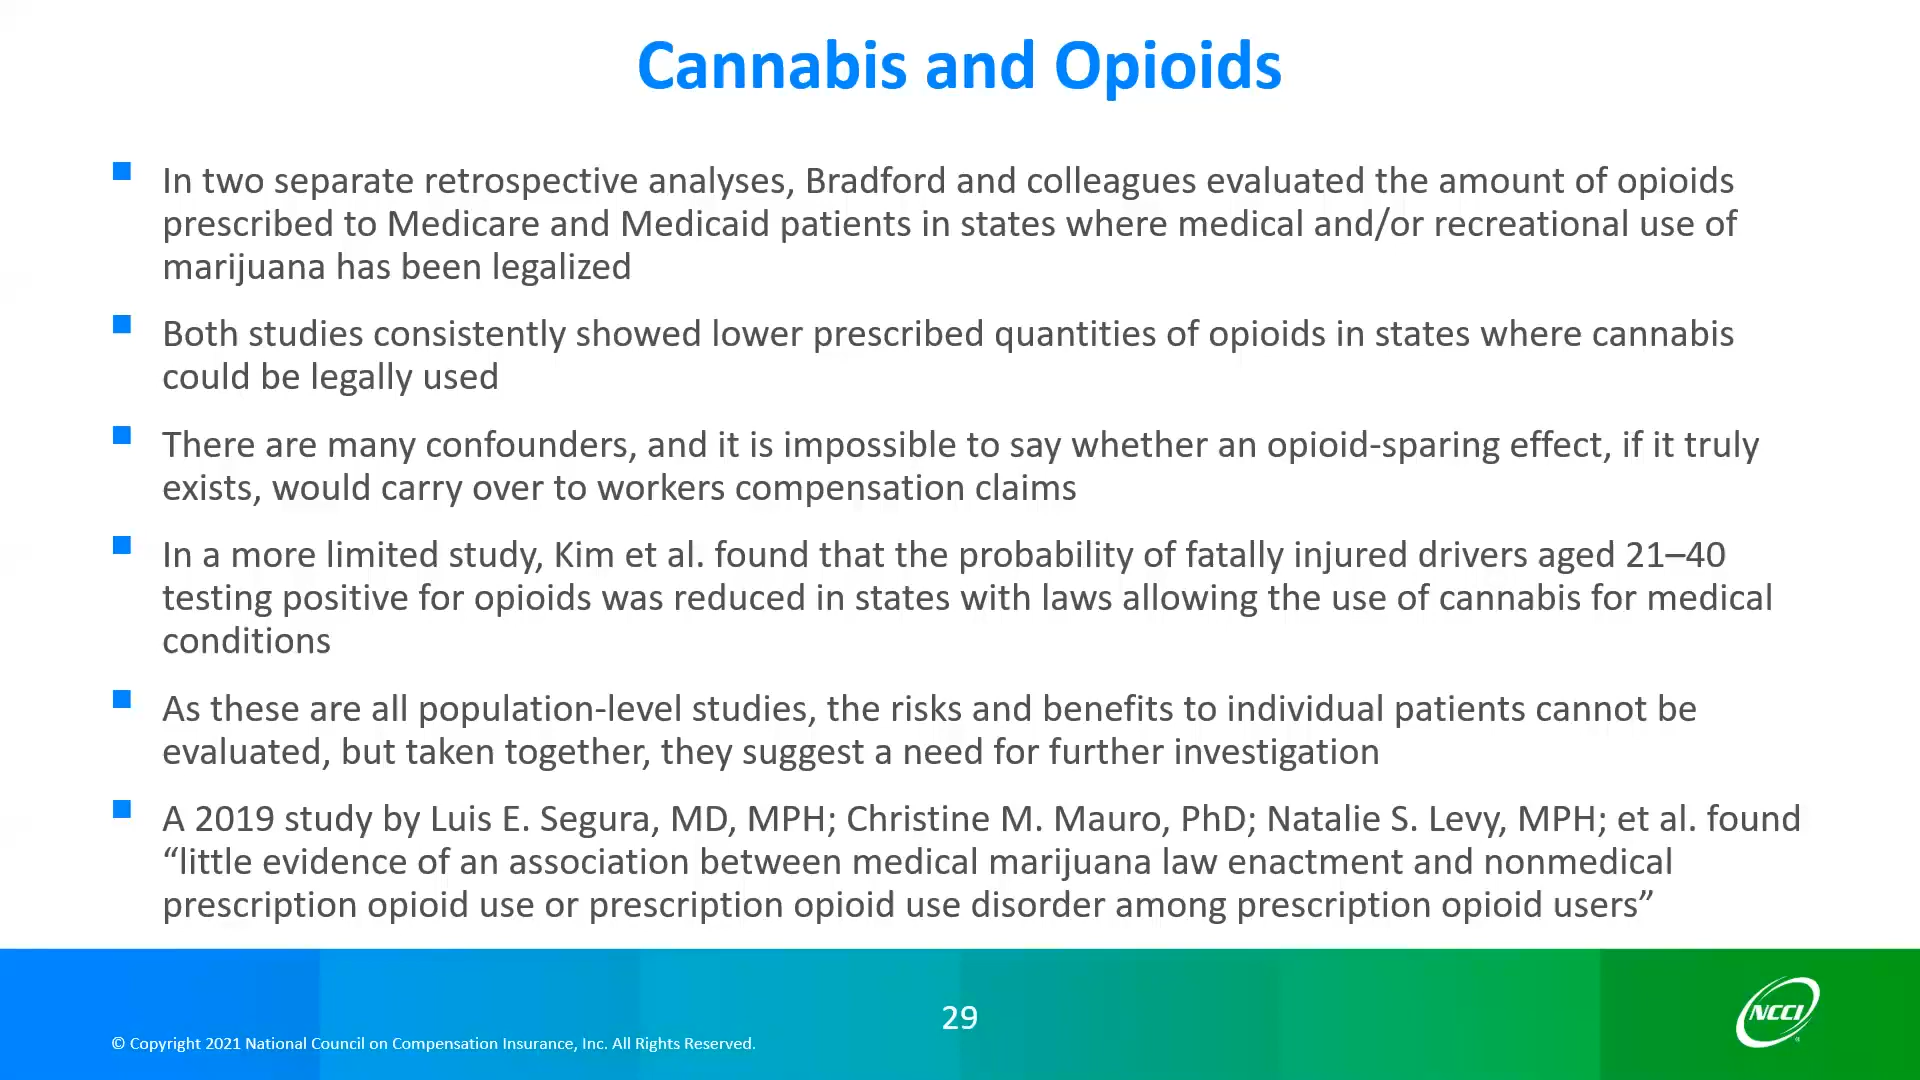 Cannabis and Opioids
In two separate retrospective analyses, Bradford and colleagues evaluated the amount of opioids
prescribed to Medicare and Medicaid patients in states where medical and/or recreational use of
marijuana has been legalized
Both studies consistently showed lower prescribed quantities of opioids in states where cannabis
could be legally used
There are many confounders, and it is impossible to say whether an opioid-sparing effect, if it truly
exists, would carry over to workers compensation claims
In a more limited study, Kim et al. found that the probability of fatally injured drivers aged 21–40
testing positive for opioids was reduced in states with laws allowing the use of cannabis for medical
conditions
As these are all population-level studies, the risks and benefits to individual patients cannot be
evaluated, but taken together, they suggest a need for further investigation
A 2019 study by Luis E. Segura, MD, MPH; Christine M. Mauro, PhD; Natalie S. Levy, MPH; et al. found
“little evidence of an association between medical marijuana law enactment and nonmedical
prescription opioid use or prescription opioid use disorder among prescription opioid users”
29
© Copyright 2021 National Council on Compensation Insurance, Inc. All Rights Reserved.
NCCI